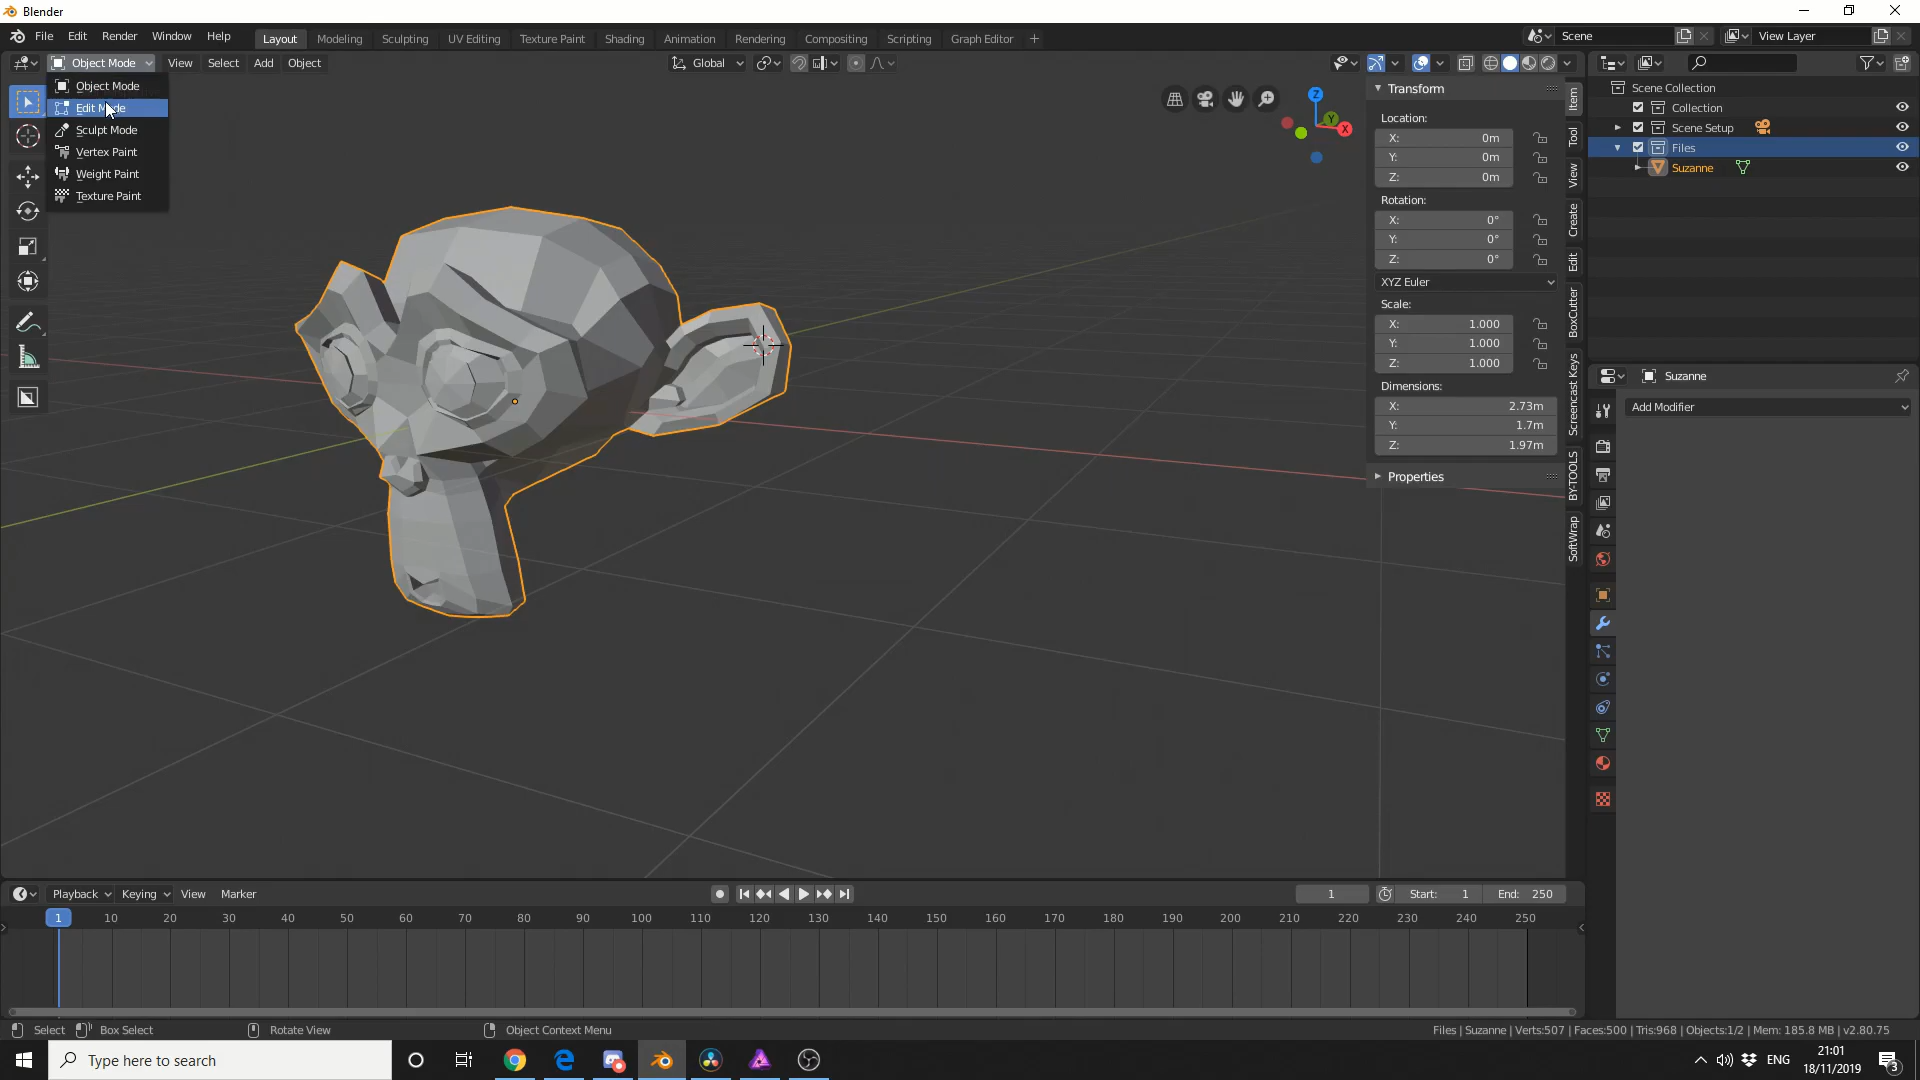 Blender
File Edit Render Window Help
Layout Modeling Sculpting UV Editing Texture Paint Shading Animation Rendering Compositing Scripting Graph Editor +
Scene
View Layer
Object Mode View Select Add Object
Global
Object Mode
Edit Mode
Sculpt Mode
Vertex Paint
Weight Paint
Texture Paint
Z
Y
X
Transform
Location:
X: 0m
Y: 0m
Z: 0m
Rotation:
X: 0°
Y: 0°
Z: 0°
XYZ Euler
Scale:
X: 1.000
Y: 1.000
Z: 1.000
Dimensions:
X: 2.73m
Y: 1.7m
Z: 1.97m
Properties
Item
Tool
View
Create
Edit
BoxCutter
Screencast Keys
BY-TOOLS
SoftWrap
Scene Collection
Collection
Scene Setup
Files
Suzanne
Suzanne
Add Modifier
Playback Keying View Marker
1 Start: 1 End: 250
1 10 20 30 40 50 60 70 80 90 100 110 120 130 140 150 160 170 180 190 200 210 220 230 240 250
Select Box Select Rotate View Object Context Menu
Files | Suzanne | Verts:507 | Faces:500 | Tris:968 | Objects:1/2 | Mem: 185.8 MB | v2.80.75
Type here to search
ENG
21:01
18/11/2019
3